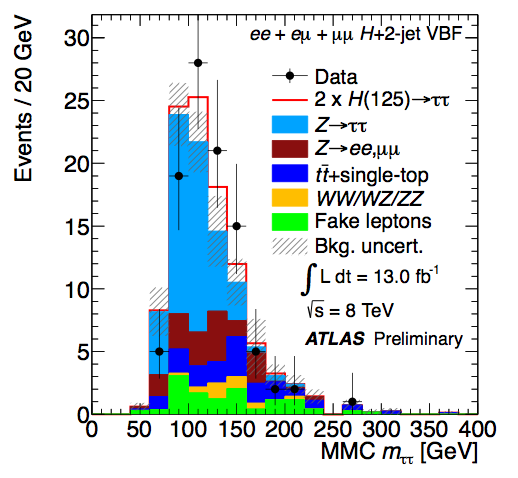 ee + eμ + μμ H+2-jet VBF
Data
2 x H(125)→ττ
Z→ττ
Z→ee,μμ
tt̄+single-top
WW/WZ/ZZ
Fake leptons
Bkg. uncert.
∫ L dt = 13.0 fb⁻¹
√s = 8 TeV
ATLAS Preliminary
Events / 20 GeV
30
25
20
15
10
5
0
0 50 100 150 200 250 300 350 400
MMC mττ [GeV]